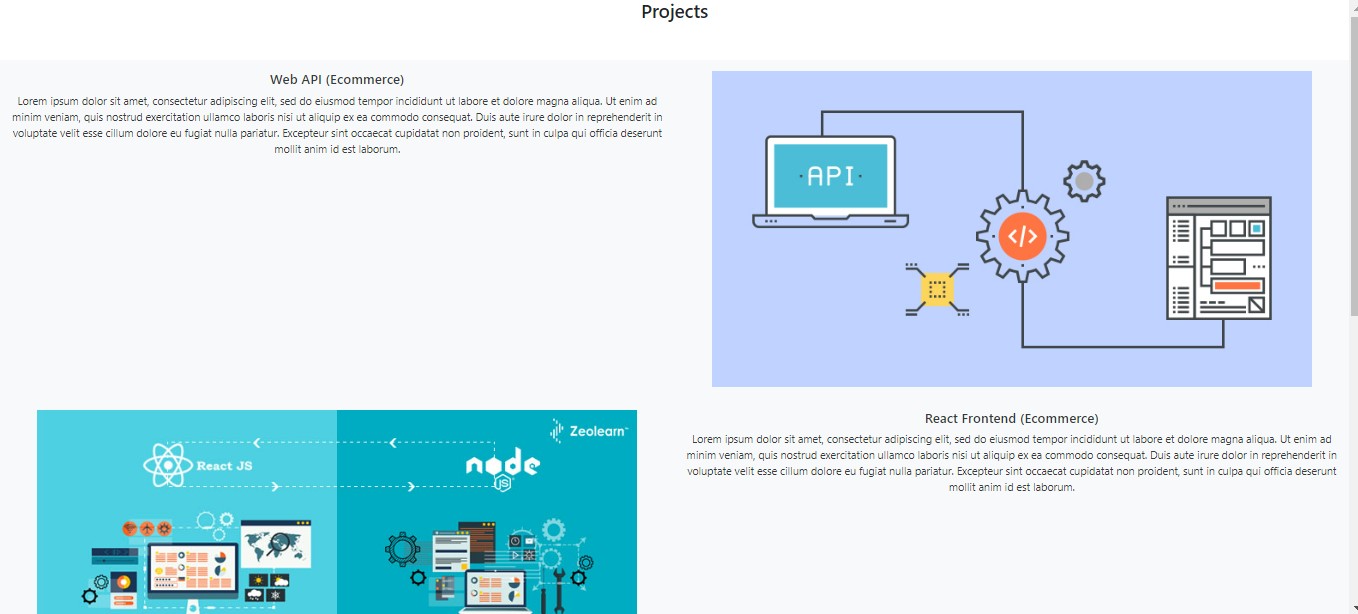 Projects
Web API (Ecommerce)
Lorem ipsum dolor sit amet, consectetur adipiscing elit, sed do eiusmod tempor incididunt ut labore et dolore magna aliqua. Ut enim ad
minim veniam, quis nostrud exercitation ullamco laboris nisi ut aliquip ex ea commodo consequat. Duis aute irure dolor in reprehenderit in
voluptate velit esse cillum dolore eu fugiat nulla pariatur. Excepteur sint occaecat cupidatat non proident, sunt in culpa qui officia deserunt
mollit anim id est laborum.
·API·
</>
Zeolearn™
React JS
node
JS
React Frontend (Ecommerce)
Lorem ipsum dolor sit amet, consectetur adipiscing elit, sed do eiusmod tempor incididunt ut labore et dolore magna aliqua. Ut enim ad
minim veniam, quis nostrud exercitation ullamco laboris nisi ut aliquip ex ea commodo consequat. Duis aute irure dolor in reprehenderit in
voluptate velit esse cillum dolore eu fugiat nulla pariatur. Excepteur sint occaecat cupidatat non proident, sunt in culpa qui officia deserunt
mollit anim id est laborum.